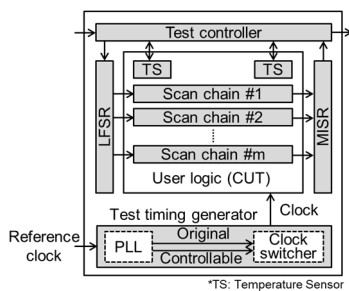 Test controller
TS
TS
LFSR
Scan chain #1
Scan chain #2
Scan chain #m
MISR
User logic (CUT)
Test timing generator
Clock
Reference clock
Original
PLL
Clock switcher
Controllable
*TS: Temperature Sensor